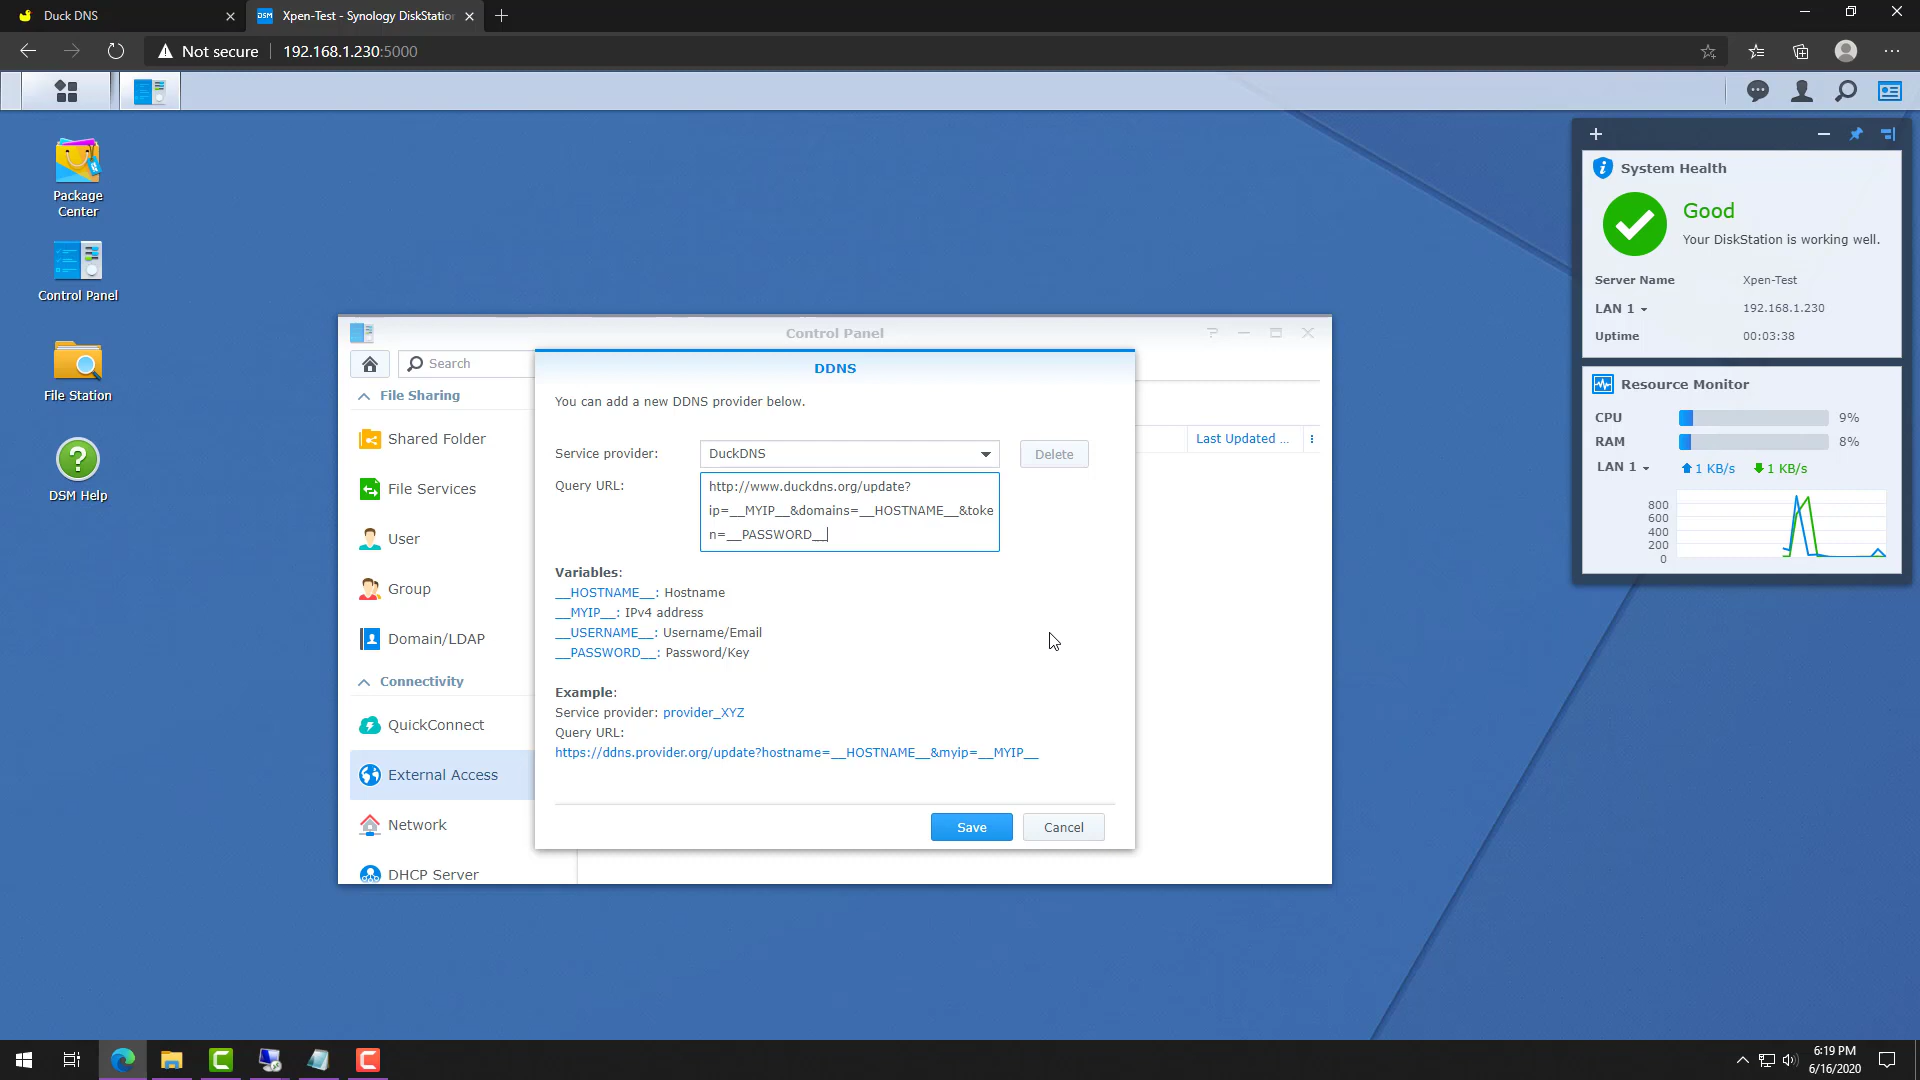 Duck DNS
DSM
Xpen-Test - Synology DiskStation
Not secure
192.168.1.230:5000
Package
Center
Control Panel
File Station
DSM Help
Control Panel
Search
File Sharing
Shared Folder
File Services
User
Group
Domain/LDAP
Connectivity
QuickConnect
External Access
Network
DHCP Server
Last Updated ...
DDNS
You can add a new DDNS provider below.
Service provider:
DuckDNS
Delete
Query URL:
http://www.duckdns.org/update?
ip=__MYIP__&domains=__HOSTNAME__&toke
n=__PASSWORD__
Variables:
__HOSTNAME__: Hostname
__MYIP__: IPv4 address
__USERNAME__: Username/Email
__PASSWORD__: Password/Key
Example:
Service provider: provider_XYZ
Query URL:
https://ddns.provider.org/update?hostname=__HOSTNAME__&myip=__MYIP__
Save
Cancel
System Health
Good
Your DiskStation is working well.
Server Name
Xpen-Test
LAN 1
192.168.1.230
Uptime
00:03:38
Resource Monitor
CPU
9%
RAM
8%
LAN 1
1 KB/s
1 KB/s
800
600
400
200
0
6:19 PM
6/16/2020